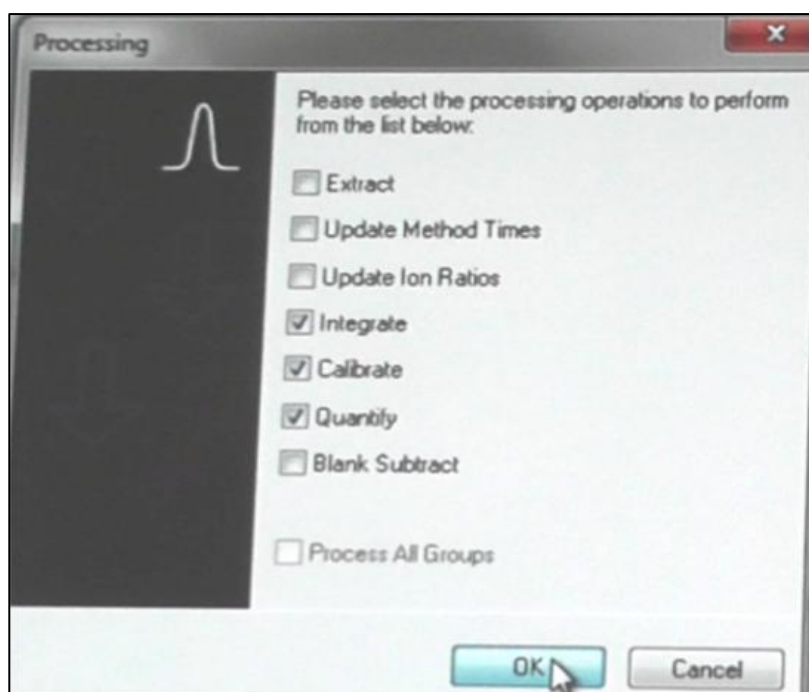 Processing
Please select the processing operations to perform
from the list below:
Extract
Update Method Times
Update Ion Ratios
Integrate
Calibrate
Quantify
Blank Subtract
Process All Groups
OK
Cancel